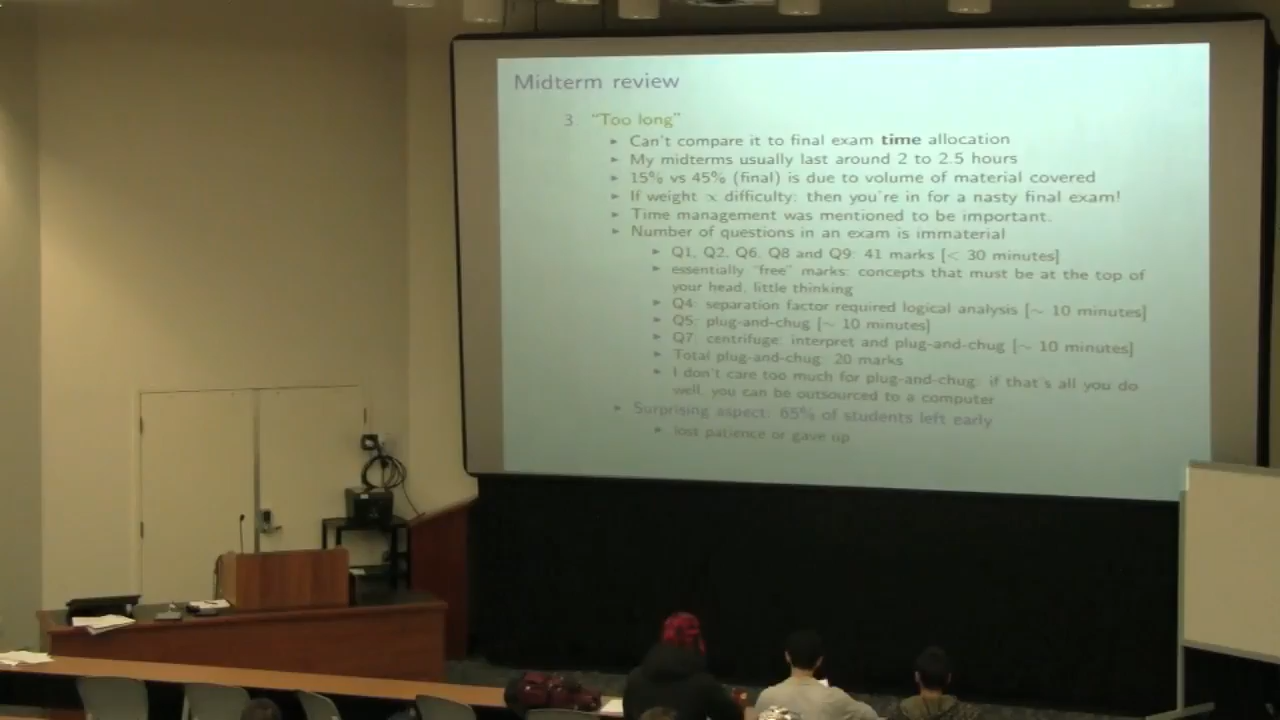 Midterm review
3. "Too long"
▸ Can't compare it to final exam time allocation
▸ My midterms usually last around 2 to 2.5 hours
▸ 15% vs 45% (final) is due to volume of material covered
▸ If weight ∝ difficulty: then you're in for a nasty final exam!
▸ Time management was mentioned to be important.
▸ Number of questions in an exam is immaterial
▸ Q1, Q2, Q6, Q8 and Q9: 41 marks [< 30 minutes]
▸ essentially "free" marks: concepts that must be at the top of
your head, little thinking
▸ Q4: separation factor required logical analysis [∼ 10 minutes]
▸ Q5: plug-and-chug [∼ 10 minutes]
▸ Q7: centrifuge: interpret and plug-and-chug [∼ 10 minutes]
▸ Total plug-and-chug: 20 marks
▸ I don't care too much for plug-and-chug: if that's all you do
well, you can be outsourced to a computer
▸ Surprising aspect: 65% of students left early
▸ lost patience or gave up